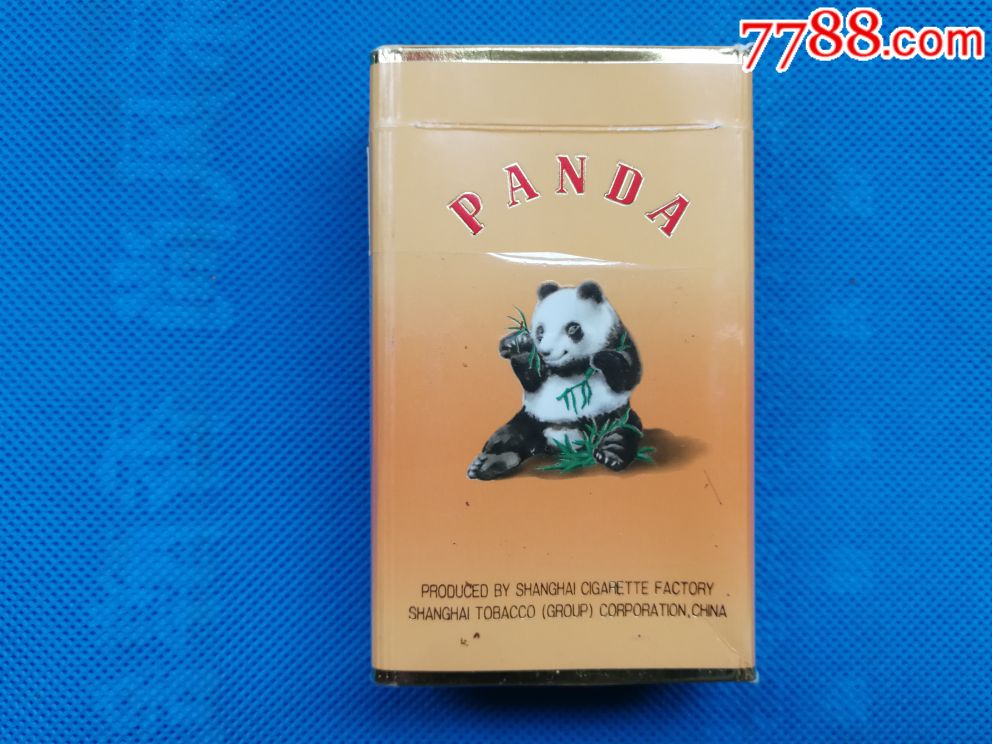 7788.com
PANDA
PRODUCED BY SHANGHAI CIGARETTE FACTORY
SHANGHAI TOBACCO (GROUP) CORPORATION,CHINA